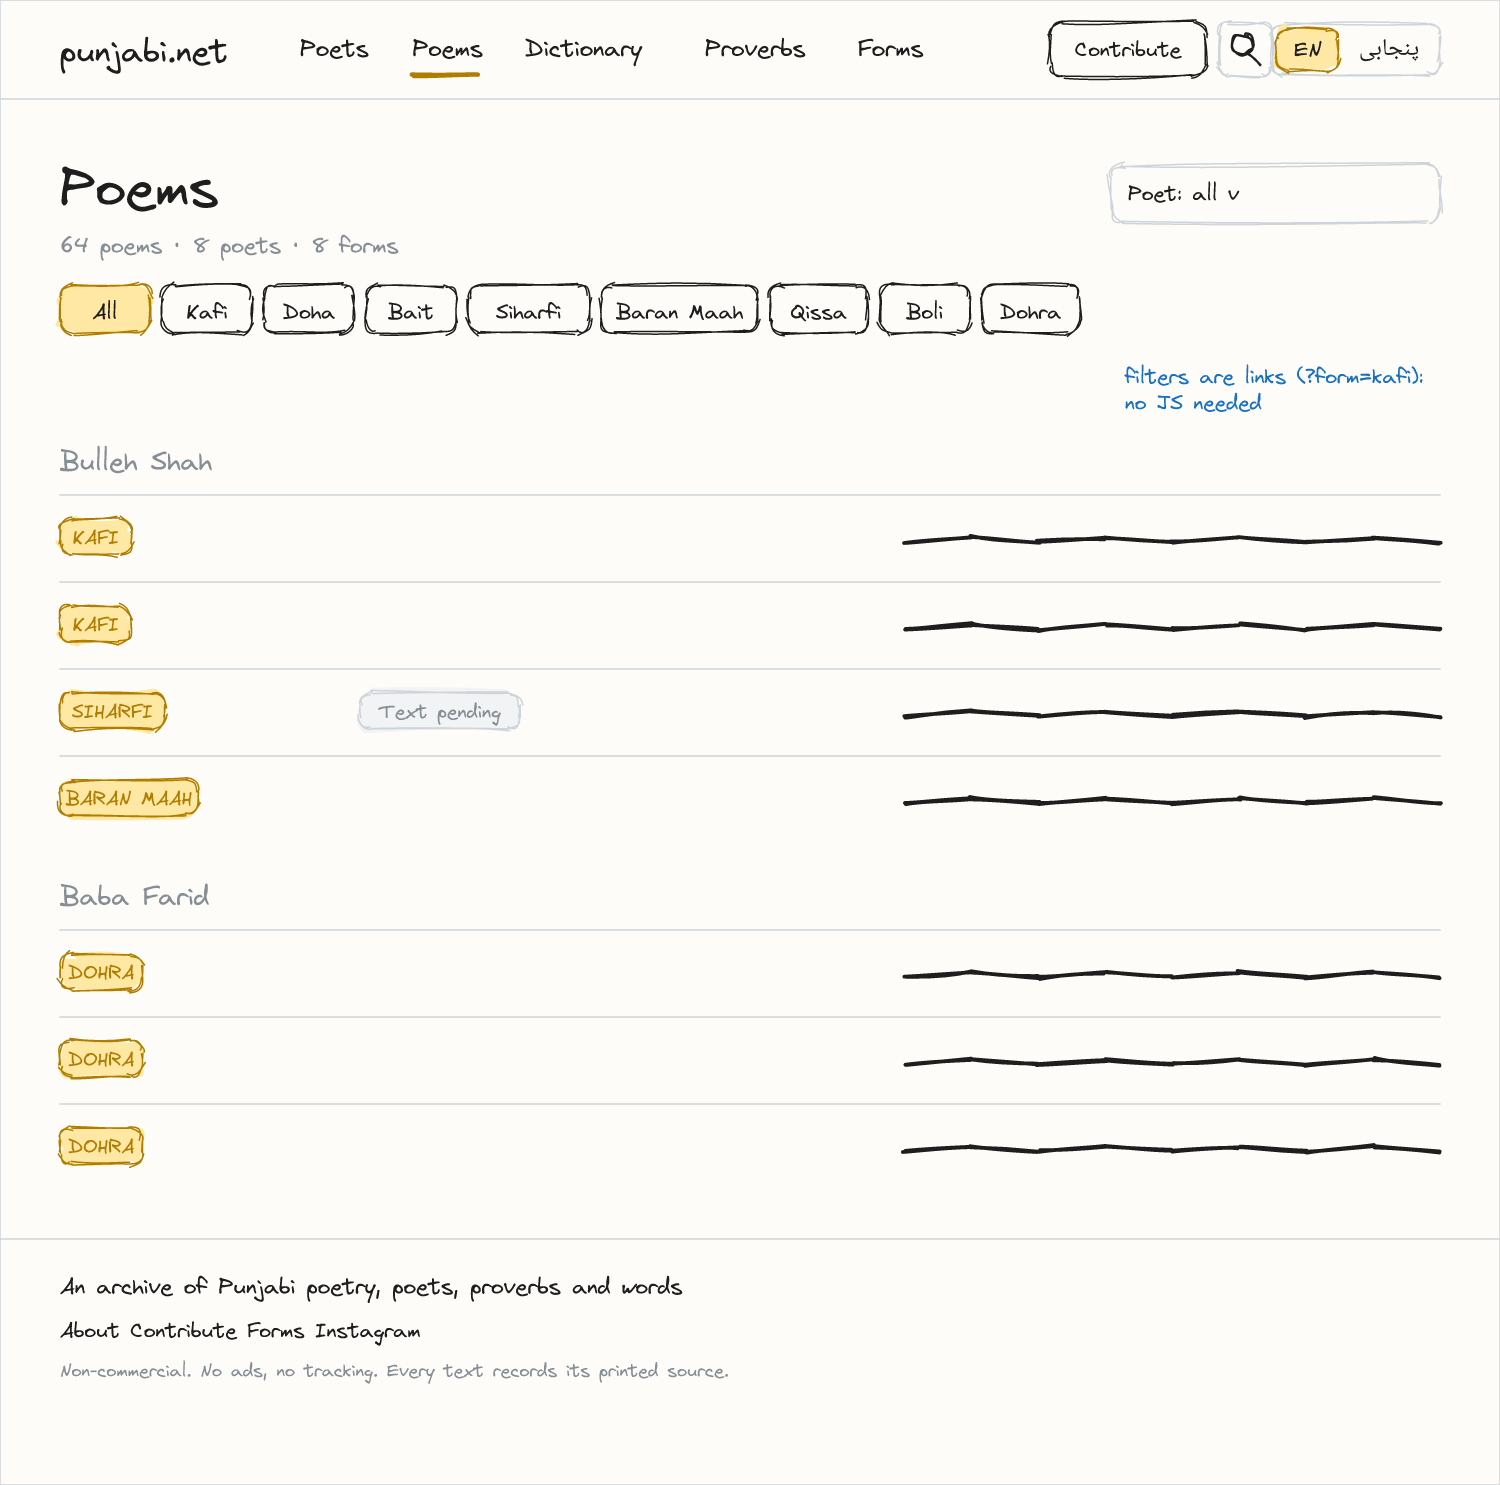 punjabi.net Poets Poems Dictionary Proverbs Forms Contribute EN پنجابی
Poems
Poet: all v
64 poems · 8 poets · 8 forms
All Kafi Doha Bait Siharfi Baran Maah Qissa Boli Dohra
filters are links (?form=kafi):
no JS needed
Bulleh Shah
KAFI
KAFI
SIHARFI Text pending
BARAN MAAH
Baba Farid
DOHRA
DOHRA
DOHRA
An archive of Punjabi poetry, poets, proverbs and words
About Contribute Forms Instagram
Non-commercial. No ads, no tracking. Every text records its printed source.